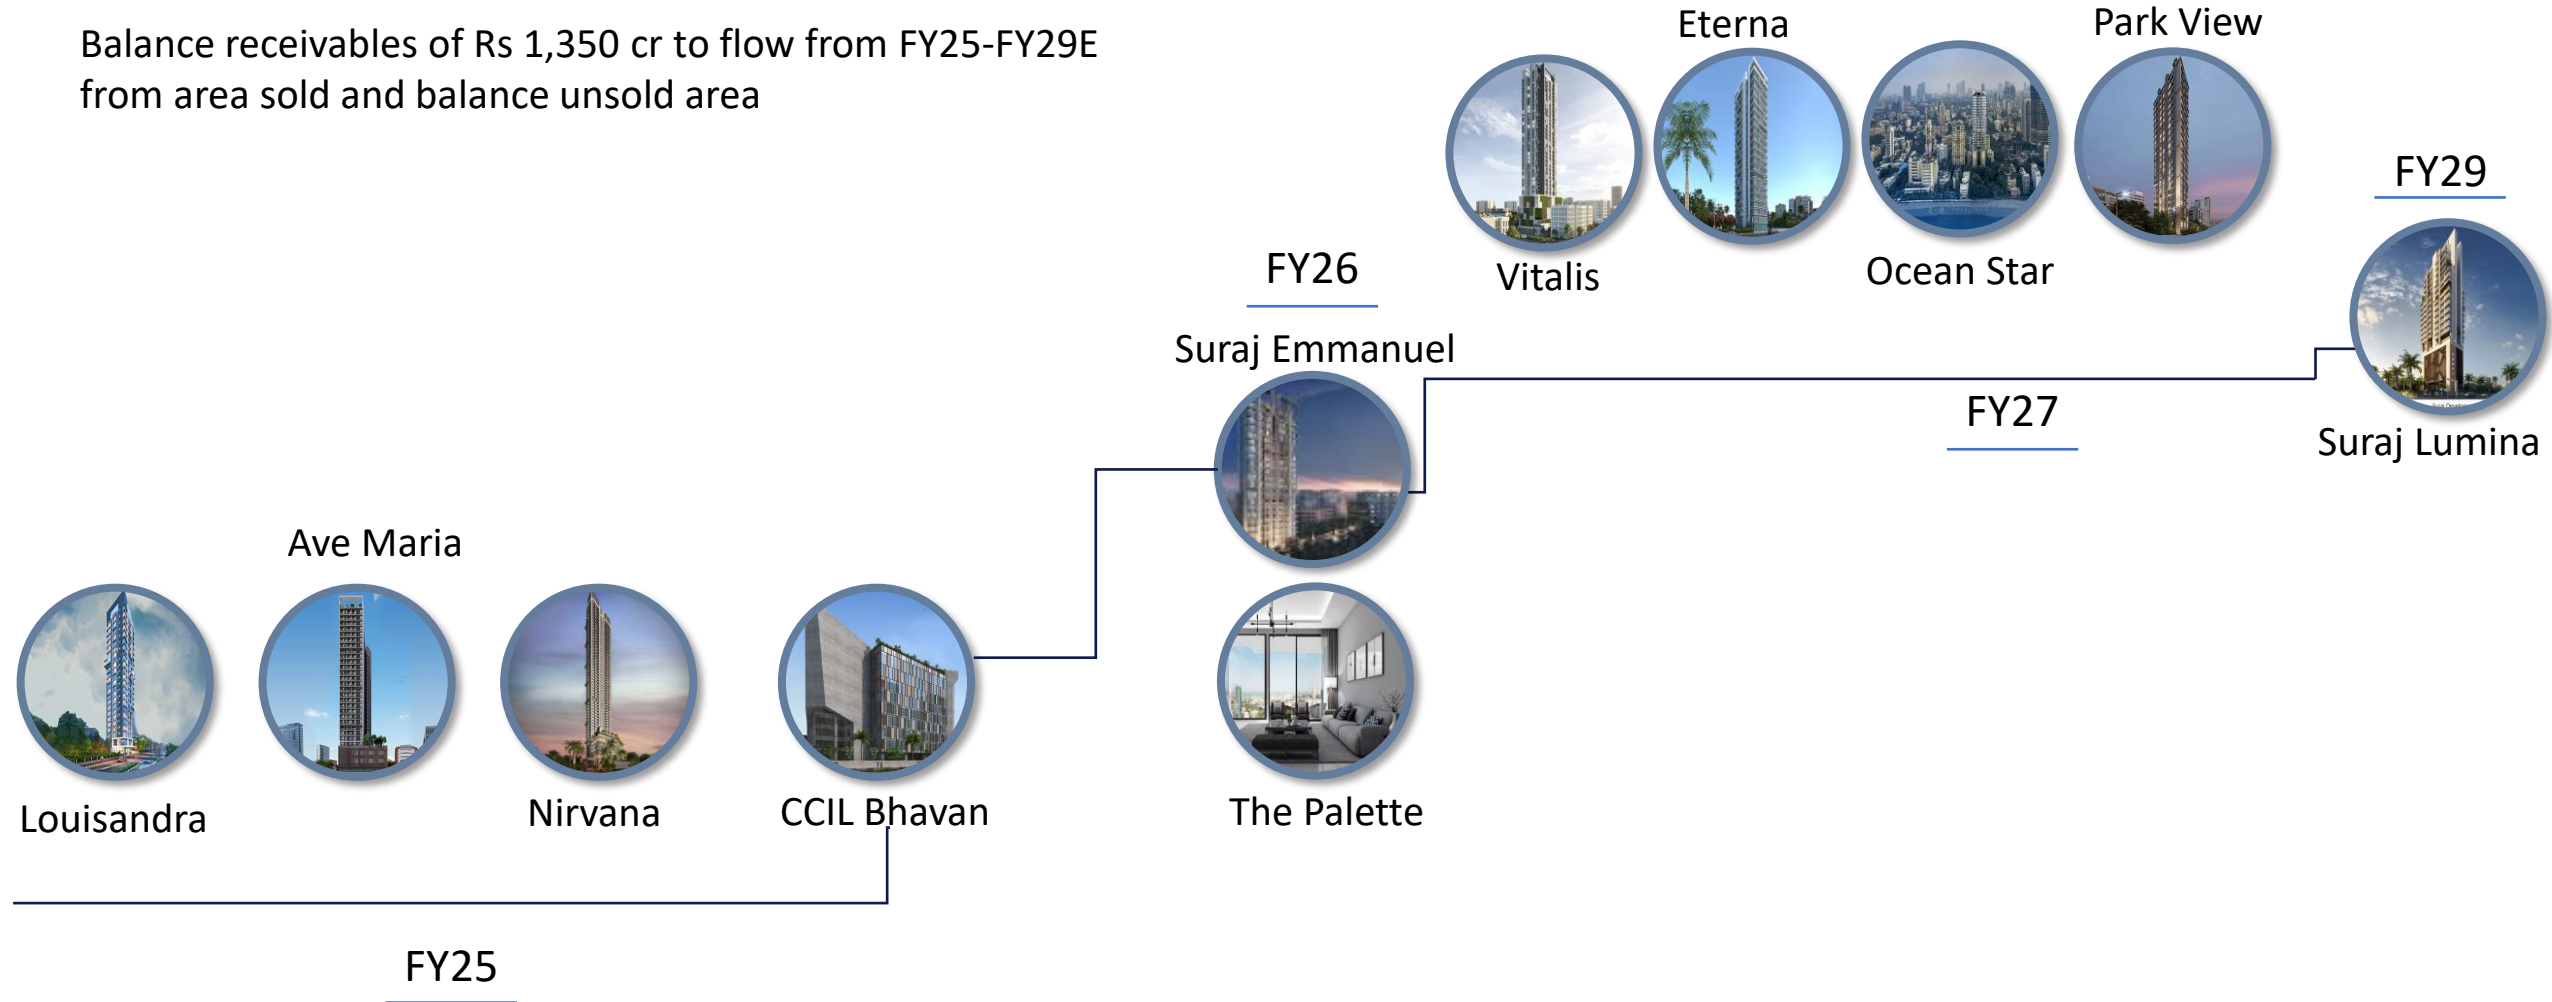 Balance receivables of Rs 1,350 cr to flow from FY25-FY29E
from area sold and balance unsold area
Eterna
Park View
Vitalis
Ocean Star
FY29
FY26
Suraj Emmanuel
FY27
Suraj Lumina
Ave Maria
Louisandra
Nirvana
CCIL Bhavan
The Palette
FY25